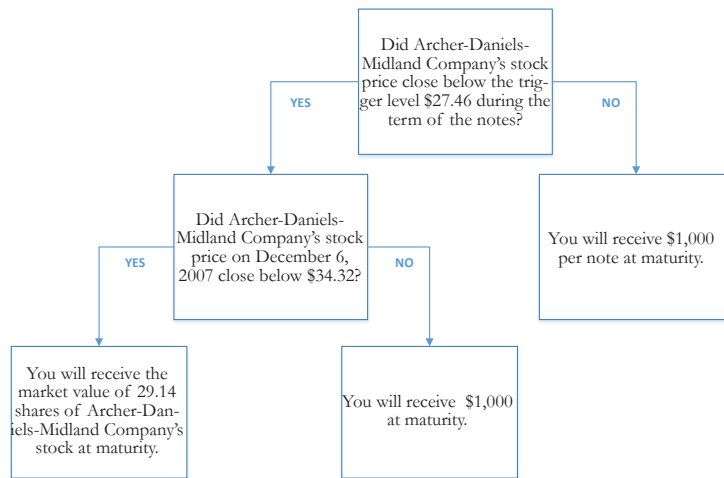 Did Archer-Daniels-
Midland Company's stock
price close below the trig-
ger level $27.46 during the
term of the notes?
YES
NO
Did Archer-Daniels-
Midland Company's stock
price on December 6,
2007 close below $34.32?
You will receive $1,000
per note at maturity.
YES
NO
You will receive the
market value of 29.14
shares of Archer-Dan-
iels-Midland Company's
stock at maturity.
You will receive $1,000
at maturity.